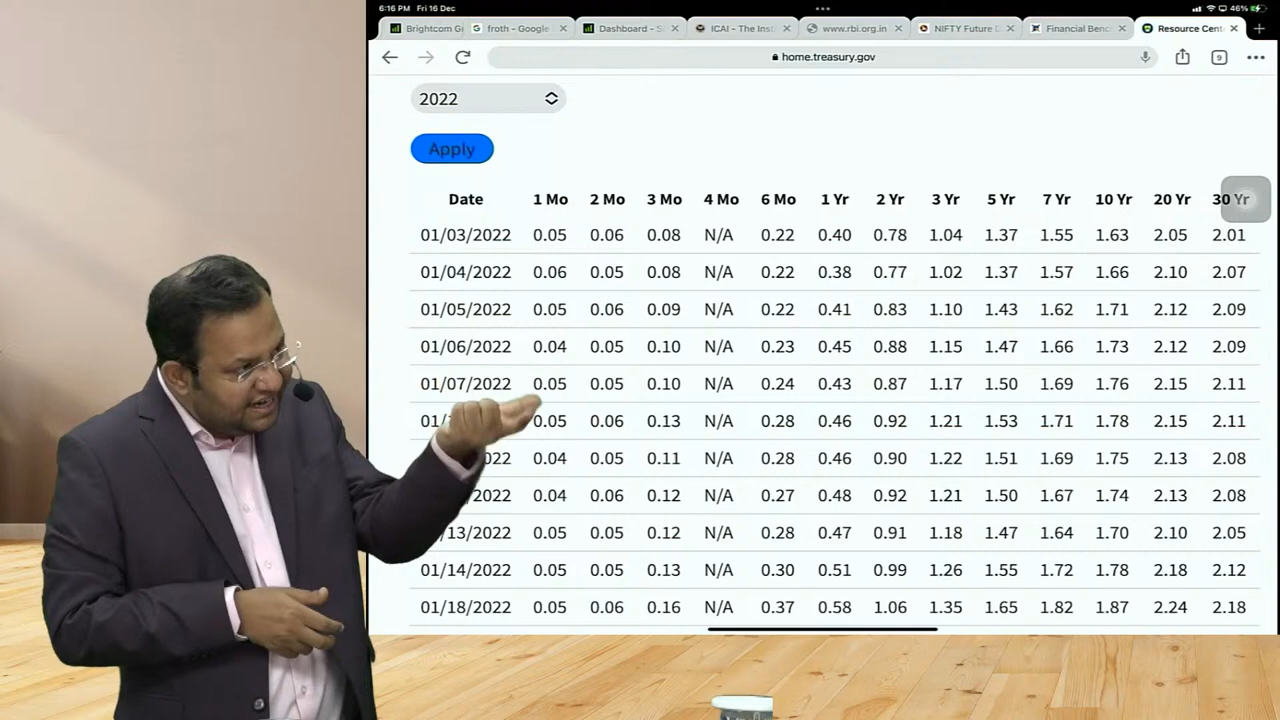 6:16 PM Fri 16 Dec
46%
Brightcom G
froth - Google
Dashboard - S
ICAI - The Inst
www.rbi.org.in
NIFTY Future D
Financial Benc
Resource Cent
home.treasury.gov
9
2022
Apply
Date 1 Mo 2 Mo 3 Mo 4 Mo 6 Mo 1 Yr 2 Yr 3 Yr 5 Yr 7 Yr 10 Yr 20 Yr 30 Yr
01/03/2022 0.05 0.06 0.08 N/A 0.22 0.40 0.78 1.04 1.37 1.55 1.63 2.05 2.01
01/04/2022 0.06 0.05 0.08 N/A 0.22 0.38 0.77 1.02 1.37 1.57 1.66 2.10 2.07
01/05/2022 0.05 0.06 0.09 N/A 0.22 0.41 0.83 1.10 1.43 1.62 1.71 2.12 2.09
01/06/2022 0.04 0.05 0.10 N/A 0.23 0.45 0.88 1.15 1.47 1.66 1.73 2.12 2.09
01/07/2022 0.05 0.05 0.10 N/A 0.24 0.43 0.87 1.17 1.50 1.69 1.76 2.15 2.11
0.05 0.06 0.13 N/A 0.28 0.46 0.92 1.21 1.53 1.71 1.78 2.15 2.11
022 0.04 0.05 0.11 N/A 0.28 0.46 0.90 1.22 1.51 1.69 1.75 2.13 2.08
/2022 0.04 0.06 0.12 N/A 0.27 0.48 0.92 1.21 1.50 1.67 1.74 2.13 2.08
/13/2022 0.05 0.05 0.12 N/A 0.28 0.47 0.91 1.18 1.47 1.64 1.70 2.10 2.05
01/14/2022 0.05 0.05 0.13 N/A 0.30 0.51 0.99 1.26 1.55 1.72 1.78 2.18 2.12
01/18/2022 0.05 0.06 0.16 N/A 0.37 0.58 1.06 1.35 1.65 1.82 1.87 2.24 2.18